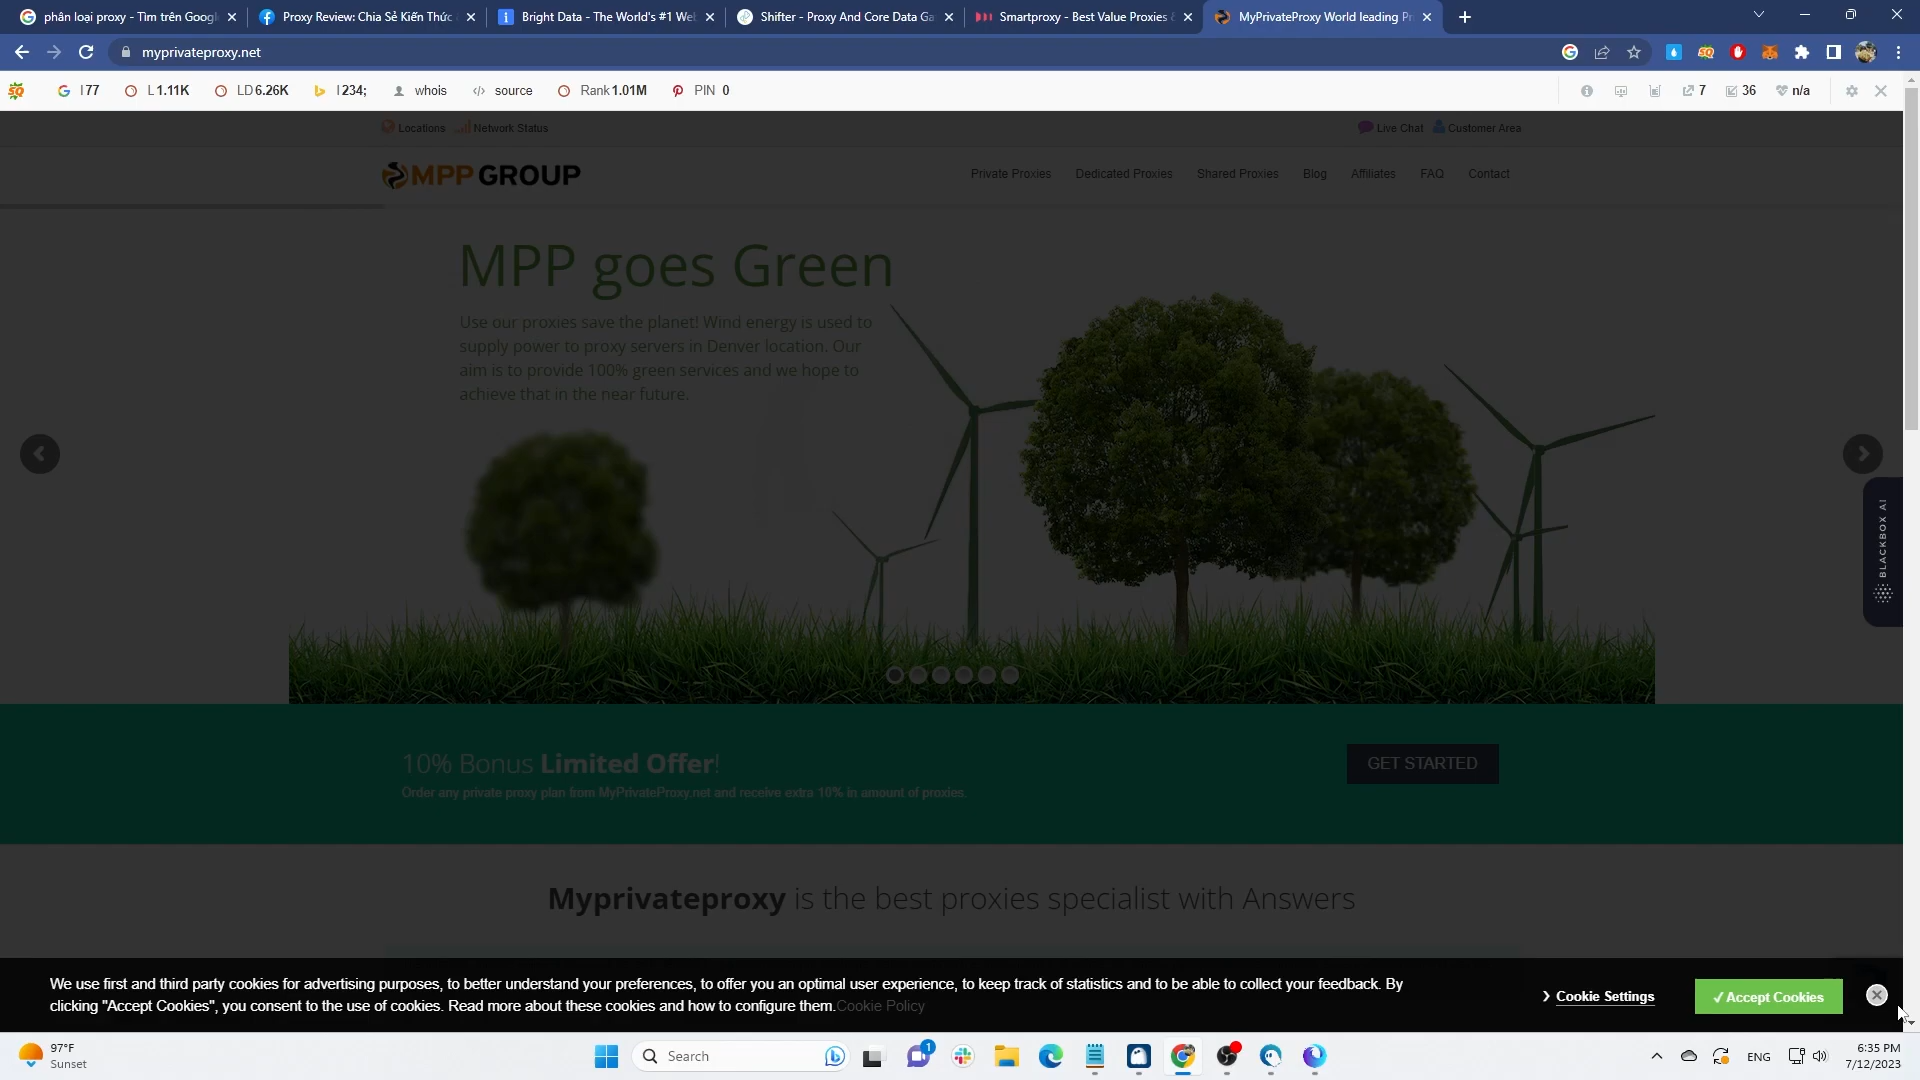 phân loại proxy - Tìm trên Googl
Proxy Review: Chia Sẻ Kiến Thức
Bright Data - The World's #1 We
Shifter - Proxy And Core Data Ga
Smartproxy - Best Value Proxies
MyPrivateProxy World leading Pr
myprivateproxy.net
I 77
L 1.11K
LD 6.26K
I 234;
whois
source
Rank 1.01M
PIN 0
7
36
n/a
Locations
Network Status
Live Chat
Customer Area
MPP GROUP
Private Proxies
Dedicated Proxies
Shared Proxies
Blog
Affiliates
FAQ
Contact
MPP goes Green
Use our proxies save the planet! Wind energy is used to
supply power to proxy servers in Denver location. Our
aim is to provide 100% green services and we hope to
achieve that in the near future.
BLACKBOX AI
10% Bonus Limited Offer!
Order any private proxy plan from MyPrivateProxy.net and receive extra 10% in amount of proxies.
GET STARTED
Myprivateproxy is the best proxies specialist with Answers
We use first and third party cookies for advertising purposes, to better understand your preferences, to offer you an optimal user experience, to keep track of statistics and to be able to collect your feedback. By
clicking "Accept Cookies", you consent to the use of cookies. Read more about these cookies and how to configure them.Cookie Policy
Cookie Settings
✓Accept Cookies
97°F
Sunset
Search
1
ENG
6:35 PM
7/12/2023